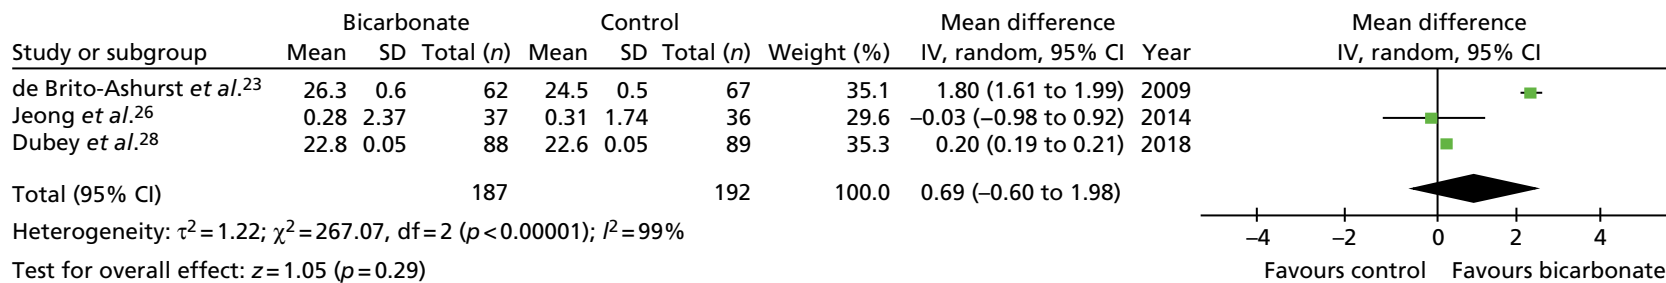 Bicarbonate Control Mean difference Mean difference
Study or subgroup Mean SD Total (n) Mean SD Total (n) Weight (%) IV, random, 95% CI Year IV, random, 95% CI
de Brito-Ashurst et al.²³ 26.3 0.6 62 24.5 0.5 67 35.1 1.80 (1.61 to 1.99) 2009
Jeong et al.²⁶ 0.28 2.37 37 0.31 1.74 36 29.6 –0.03 (–0.98 to 0.92) 2014
Dubey et al.²⁸ 22.8 0.05 88 22.6 0.05 89 35.3 0.20 (0.19 to 0.21) 2018
Total (95% CI) 187 192 100.0 0.69 (–0.60 to 1.98)
Heterogeneity: τ²=1.22; χ²=267.07, df=2 (p<0.00001); I²=99%
–4 –2 0 2 4
Test for overall effect: z=1.05 (p=0.29) Favours control Favours bicarbonate